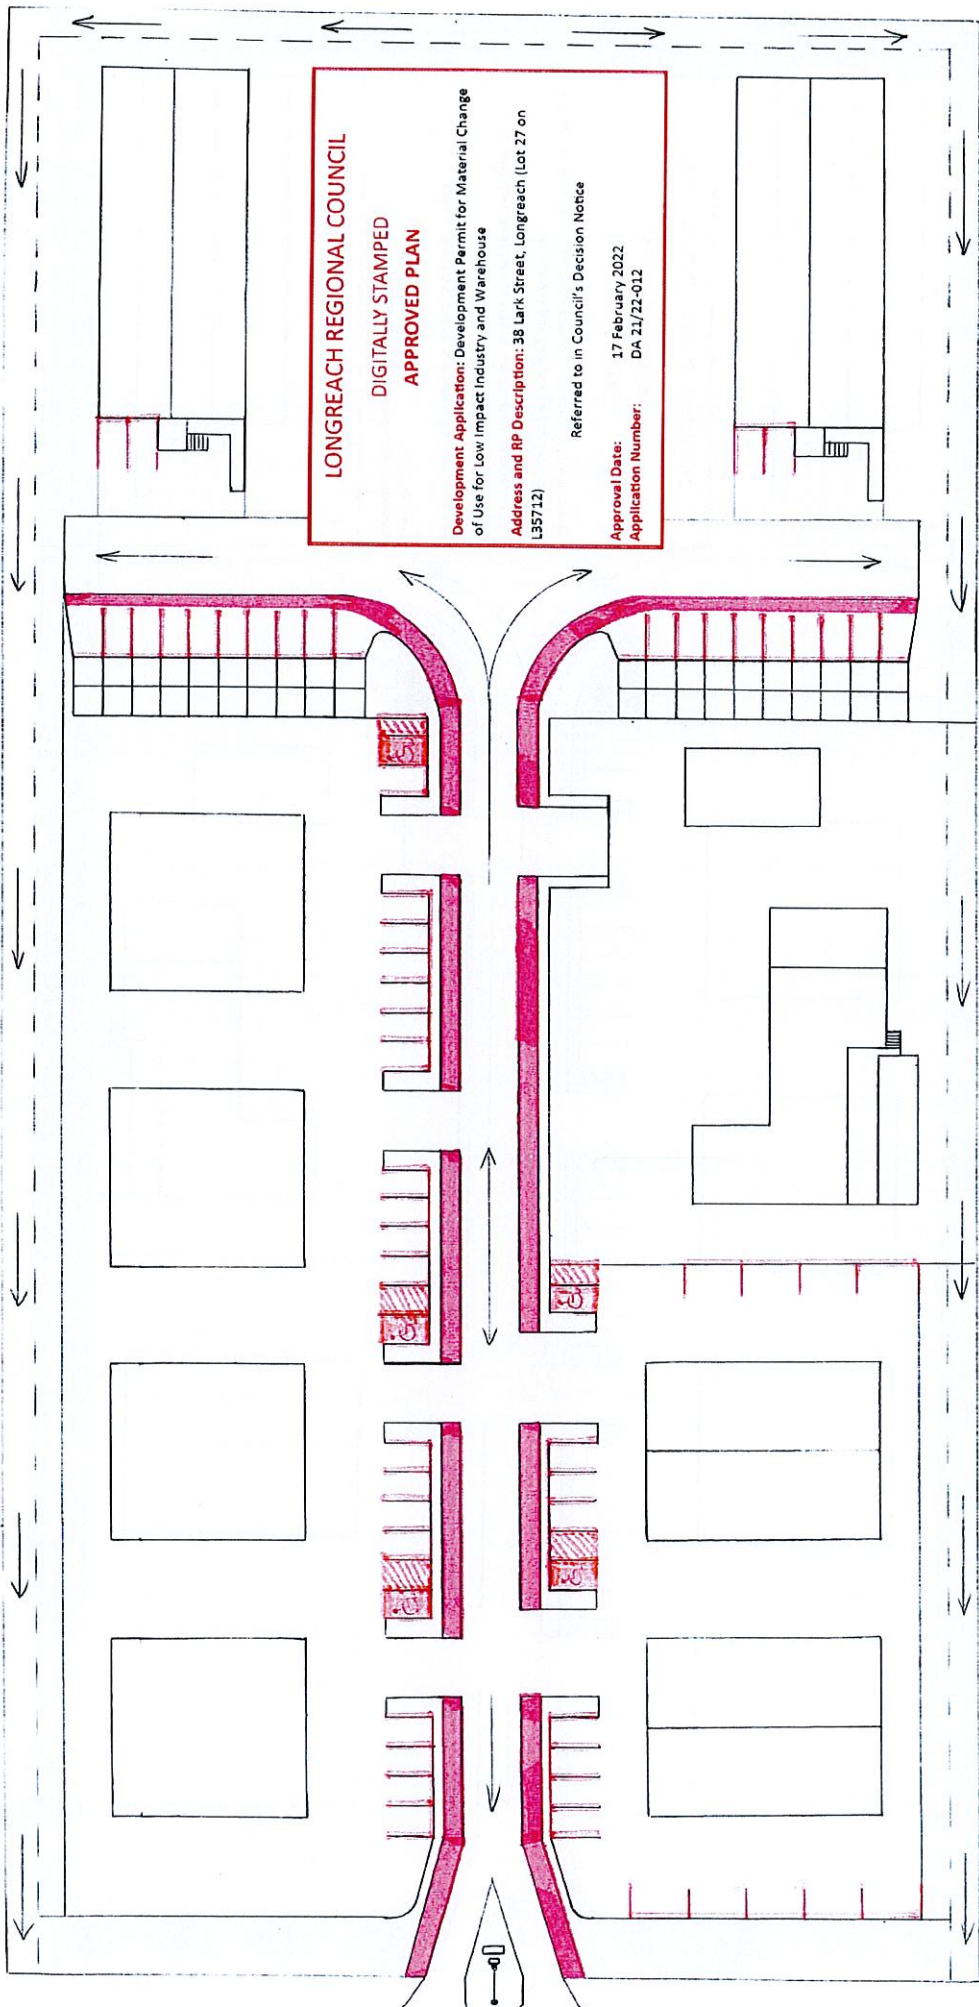 LONGREACH REGIONAL COUNCIL
DIGITALLY STAMPED
APPROVED PLAN
Development Application: Development Permit for Material Change
of Use for Low Impact Industry and Warehouse
Address and RP Description: 38 Lark Street, Longreach (Lot 27 on
L35712)
Referred to in Council's Decision Notice
Approval Date: 17 February 2022
Application Number: DA 21/22-012